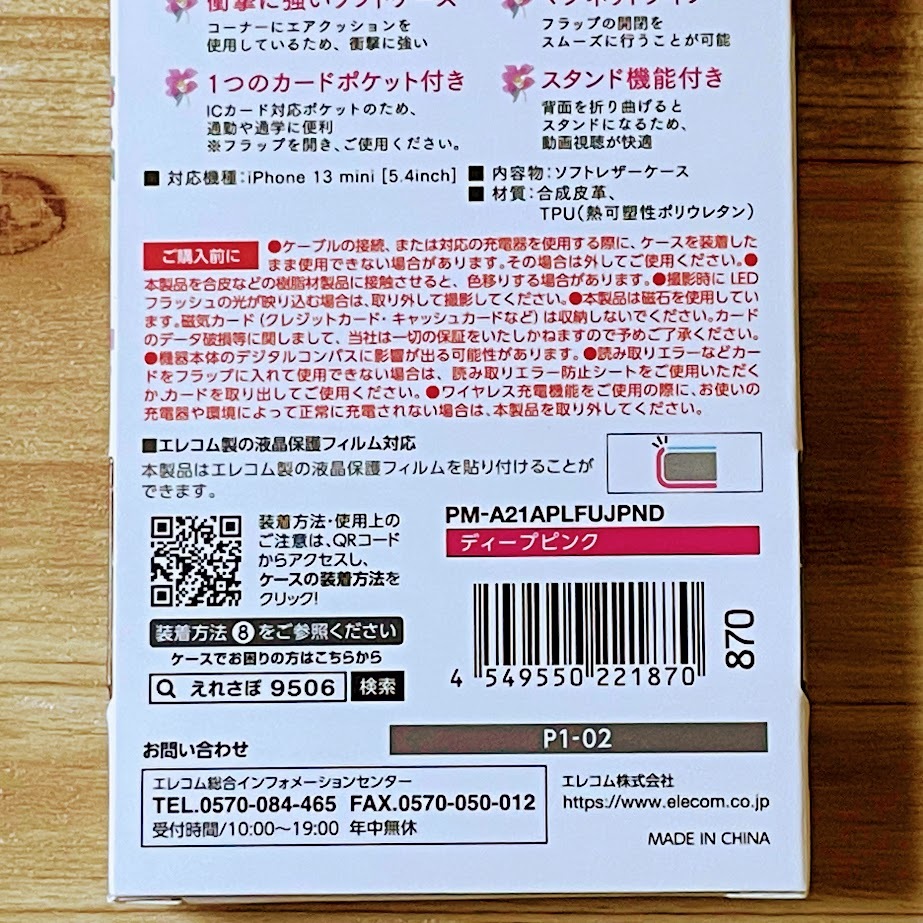 衝撃に強いソフトケース
コーナーにエアクッションを
使用しているため、衝撃に強い
フラップの開閉を
スムーズに行うことが可能
1つのカードポケット付き
ICカード対応ポケットのため、
通勤や通学に便利
※フラップを開き、ご使用ください。
スタンド機能付き
背面を折り曲げると
スタンドになるため、
動画視聴が快適
■ 対応機種：iPhone 13 mini [5.4inch]
■ 内容物：ソフトレザーケース
■ 材質：合成皮革、
TPU（熱可塑性ポリウレタン）
ご購入前に
●ケーブルの接続、または対応の充電器を使用する際に、ケースを装着した
まま使用できない場合があります。その場合は外してご使用ください。●
本製品を合皮などの樹脂材製品に接触させると、色移りする場合があります。●撮影時に LED
フラッシュの光が映り込む場合は、取り外して撮影してください。●本製品は磁石を使用してい
ます。磁気カード（クレジットカード・キャッシュカードなど）は収納しないでください。カード
のデータ破損等に関しまして、当社は一切の保証をいたしかねますので予めご了承ください。
●機器本体のデジタルコンパスに影響が出る可能性があります。●読み取りエラーなどカー
ドをフラップに入れて使用できない場合は、読み取りエラー防止シートをご使用いただく
か、カードを取り出してご使用ください。●ワイヤレス充電機能をご使用の際に、お使いの
充電器や環境によって正常に充電されない場合は、本製品を取り外してください。
■エレコム製の液晶保護フィルム対応
本製品はエレコム製の液晶保護フィルムを貼り付けることが
できます。
装着方法・使用上の
ご注意は、QRコード
からアクセスし、
ケースの装着方法を
クリック!
装着方法 8 をご参照ください
ケースでお困りの方はこちらから
えれさぽ 9506 検索
PM-A21APLFUJPND
ディープピンク
4 549550 221870
870
P1-02
お問い合わせ
エレコム総合インフォメーションセンター
TEL.0570-084-465 FAX.0570-050-012
受付時間/10:00～19:00 年中無休
エレコム株式会社
https://www.elecom.co.jp
MADE IN CHINA